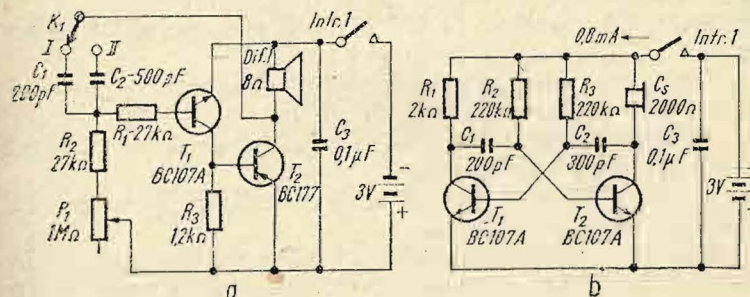 K₁
I II
C₁
200pF
C₂-500pF
R₁-27kΩ
R₂
27kΩ
P₁
1MΩ
T₁
BC107A
R₃
1,2kΩ
Dif.
8Ω
T₂
BC177
C₃
0,1µF
Intr.1
3V
-
+
a
0,8mA
Intr.1
R₁
2kΩ
R₂
220kΩ
R₃
220kΩ
C₁
200pF
C₂
300pF
Cs
2000Ω
C₃
0,1µF
T₁
BC107A
T₂
BC107A
3V
b